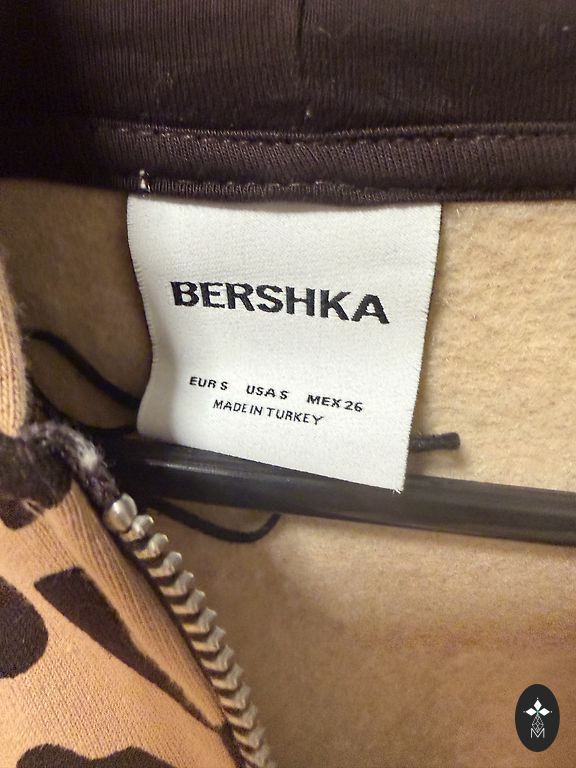 BERSHKA
EUR S USA S MEX 26
MADE IN TURKEY
M